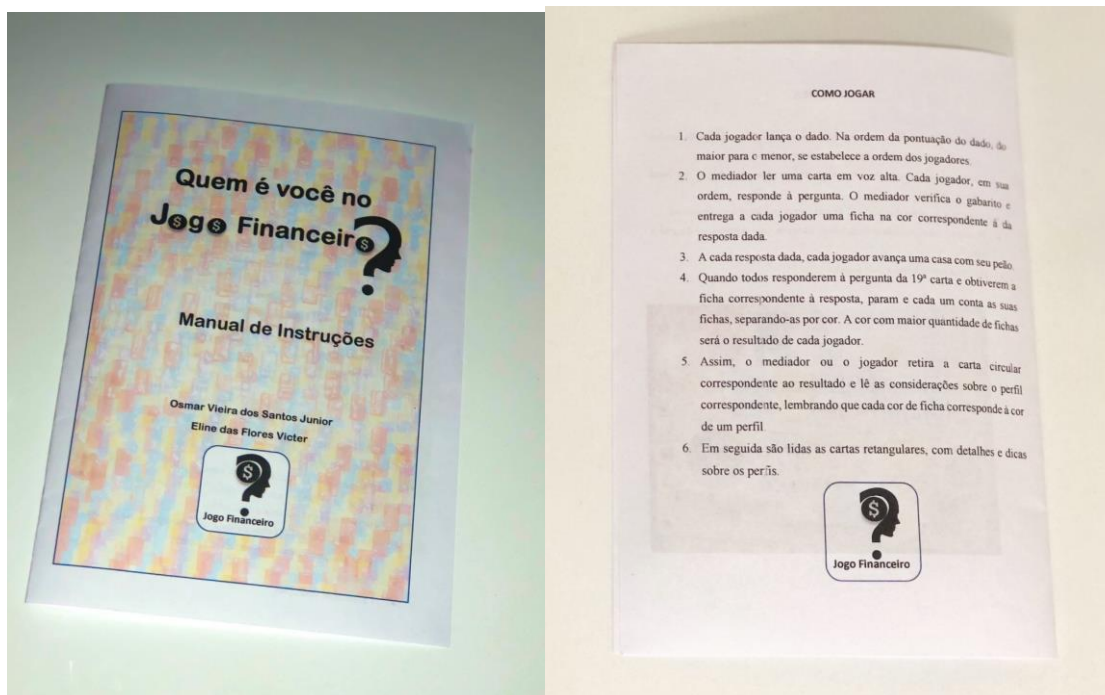 Quem é você no
Jogo Financeiro?
Manual de Instruções
Osmar Vieira dos Santos Junior
Eline das Flores Victer
$
Jogo Financeiro
COMO JOGAR
1. Cada jogador lança o dado. Na ordem da pontuação do dado, do
maior para o menor, se estabelece a ordem dos jogadores.
2. O mediador ler uma carta em voz alta. Cada jogador, em sua
ordem, responde à pergunta. O mediador verifica o gabarito e
entrega a cada jogador uma ficha na cor correspondente à da
resposta dada.
3. A cada resposta dada, cada jogador avança uma casa com seu peão.
4. Quando todos responderem à pergunta da 19ª carta e obtiverem a
ficha correspondente à resposta, param e cada um conta as suas
fichas, separando-as por cor. A cor com maior quantidade de fichas
será o resultado de cada jogador.
5. Assim, o mediador ou o jogador retira a carta circular
correspondente ao resultado e lê as considerações sobre o perfil
correspondente, lembrando que cada cor de ficha corresponde à cor
de um perfil
6. Em seguida são lidas as cartas retangulares, com detalhes e dicas
sobre os perfis.
$
Jogo Financeiro